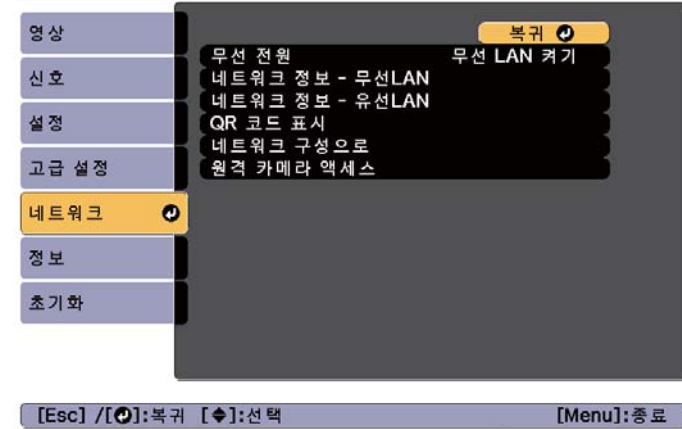 영상
신호
설정
고급 설정
네트워크
정보
초기화
복귀
무선 전원 무선 LAN 켜기
네트워크 정보 - 무선LAN
네트워크 정보 - 유선LAN
QR 코드 표시
네트워크 구성으로
원격 카메라 액세스
[Esc] /[⏎]:복귀 [◆]:선택 [Menu]:종료